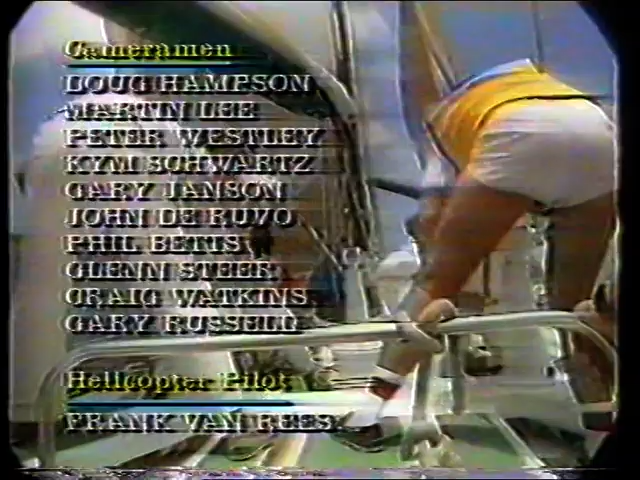 Cameramen
DOUG HAMPSON
MARTIN LEE
PETER WESTLEY
KYM SCHWARTZ
GARY JANSON
JOHN DE RUVO
PHIL BETTS
GLENN STEER
CRAIG WATKINS
GARY RUSSELL
Helicopter Pilot
FRANK VAN REES